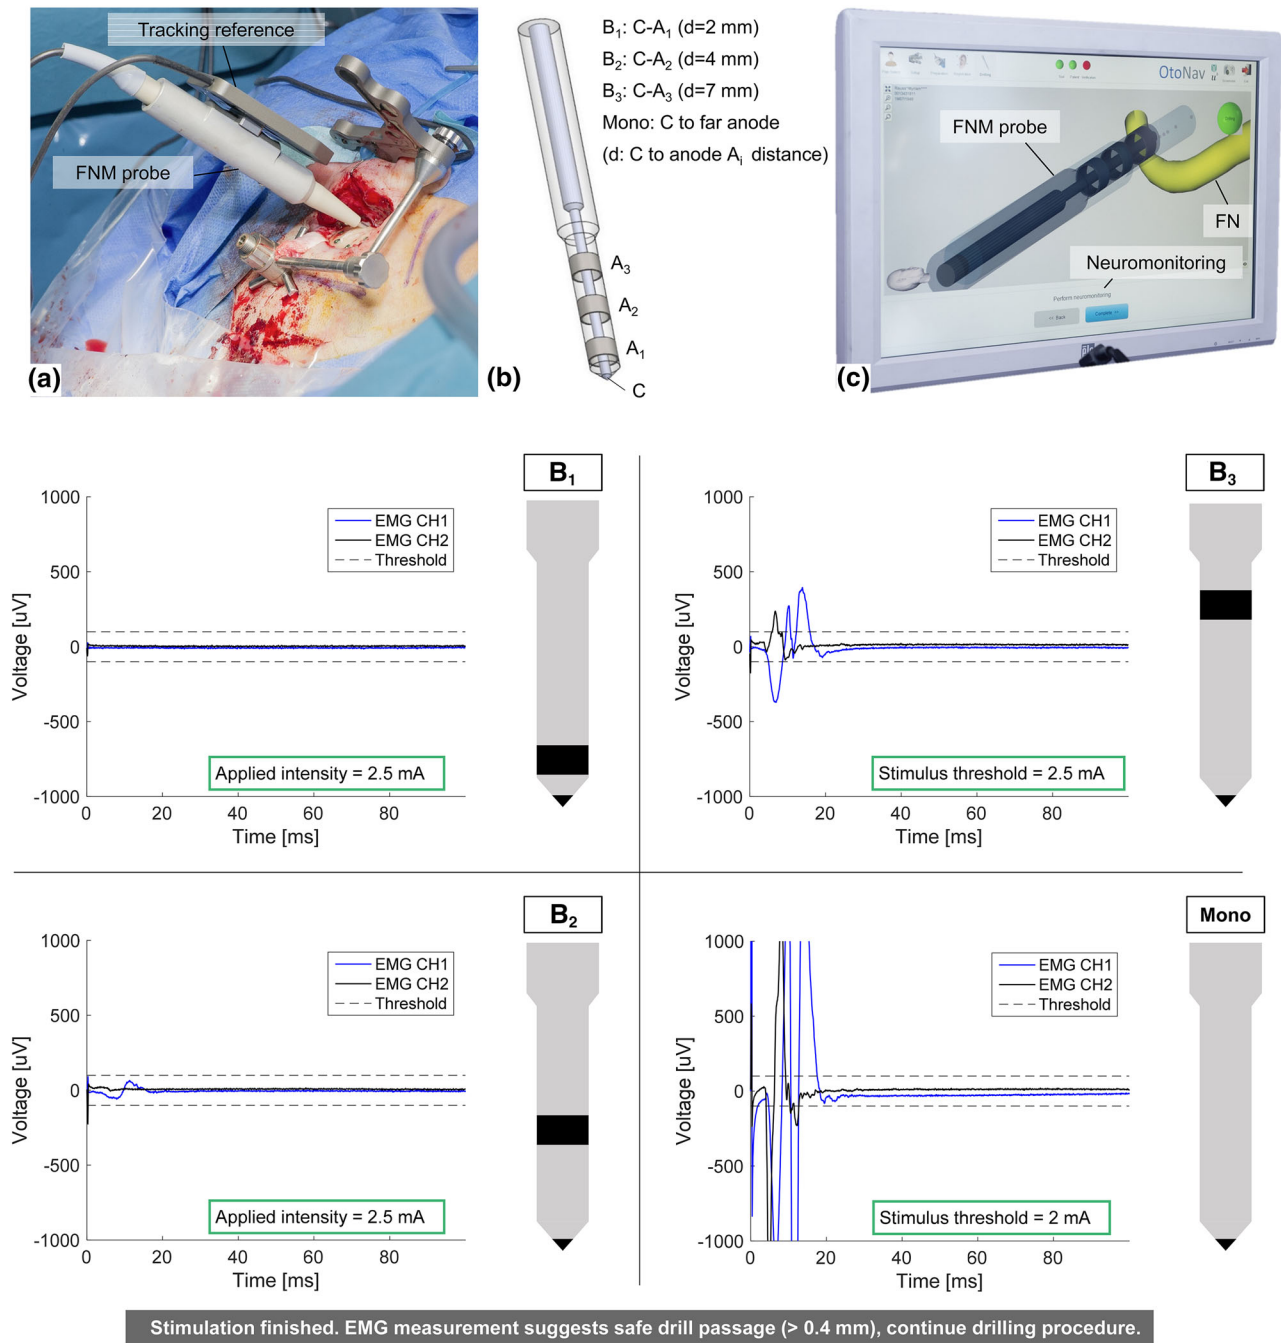 Tracking reference
FNM probe
(a)
B1: C-A1 (d=2 mm)
B2: C-A2 (d=4 mm)
B3: C-A3 (d=7 mm)
Mono: C to far anode
(d: C to anode Ai distance)
A3
A2
A1
C
(b)
OtoNav
FNM probe
FN
Neuromonitoring
Perform neuromonitoring
Back
Complete
(c)
B1
1000
500
0
-500
-1000
Voltage [uV]
EMG CH1
EMG CH2
Threshold
Applied intensity = 2.5 mA
0 20 40 60 80
Time [ms]
B3
1000
500
0
-500
-1000
Voltage [uV]
EMG CH1
EMG CH2
Threshold
Stimulus threshold = 2.5 mA
0 20 40 60 80
Time [ms]
B2
1000
500
0
-500
-1000
Voltage [uV]
EMG CH1
EMG CH2
Threshold
Applied intensity = 2.5 mA
0 20 40 60 80
Time [ms]
Mono
1000
500
0
-500
-1000
Voltage [uV]
EMG CH1
EMG CH2
Threshold
Stimulus threshold = 2 mA
0 20 40 60 80
Time [ms]
Stimulation finished. EMG measurement suggests safe drill passage (> 0.4 mm), continue drilling procedure.